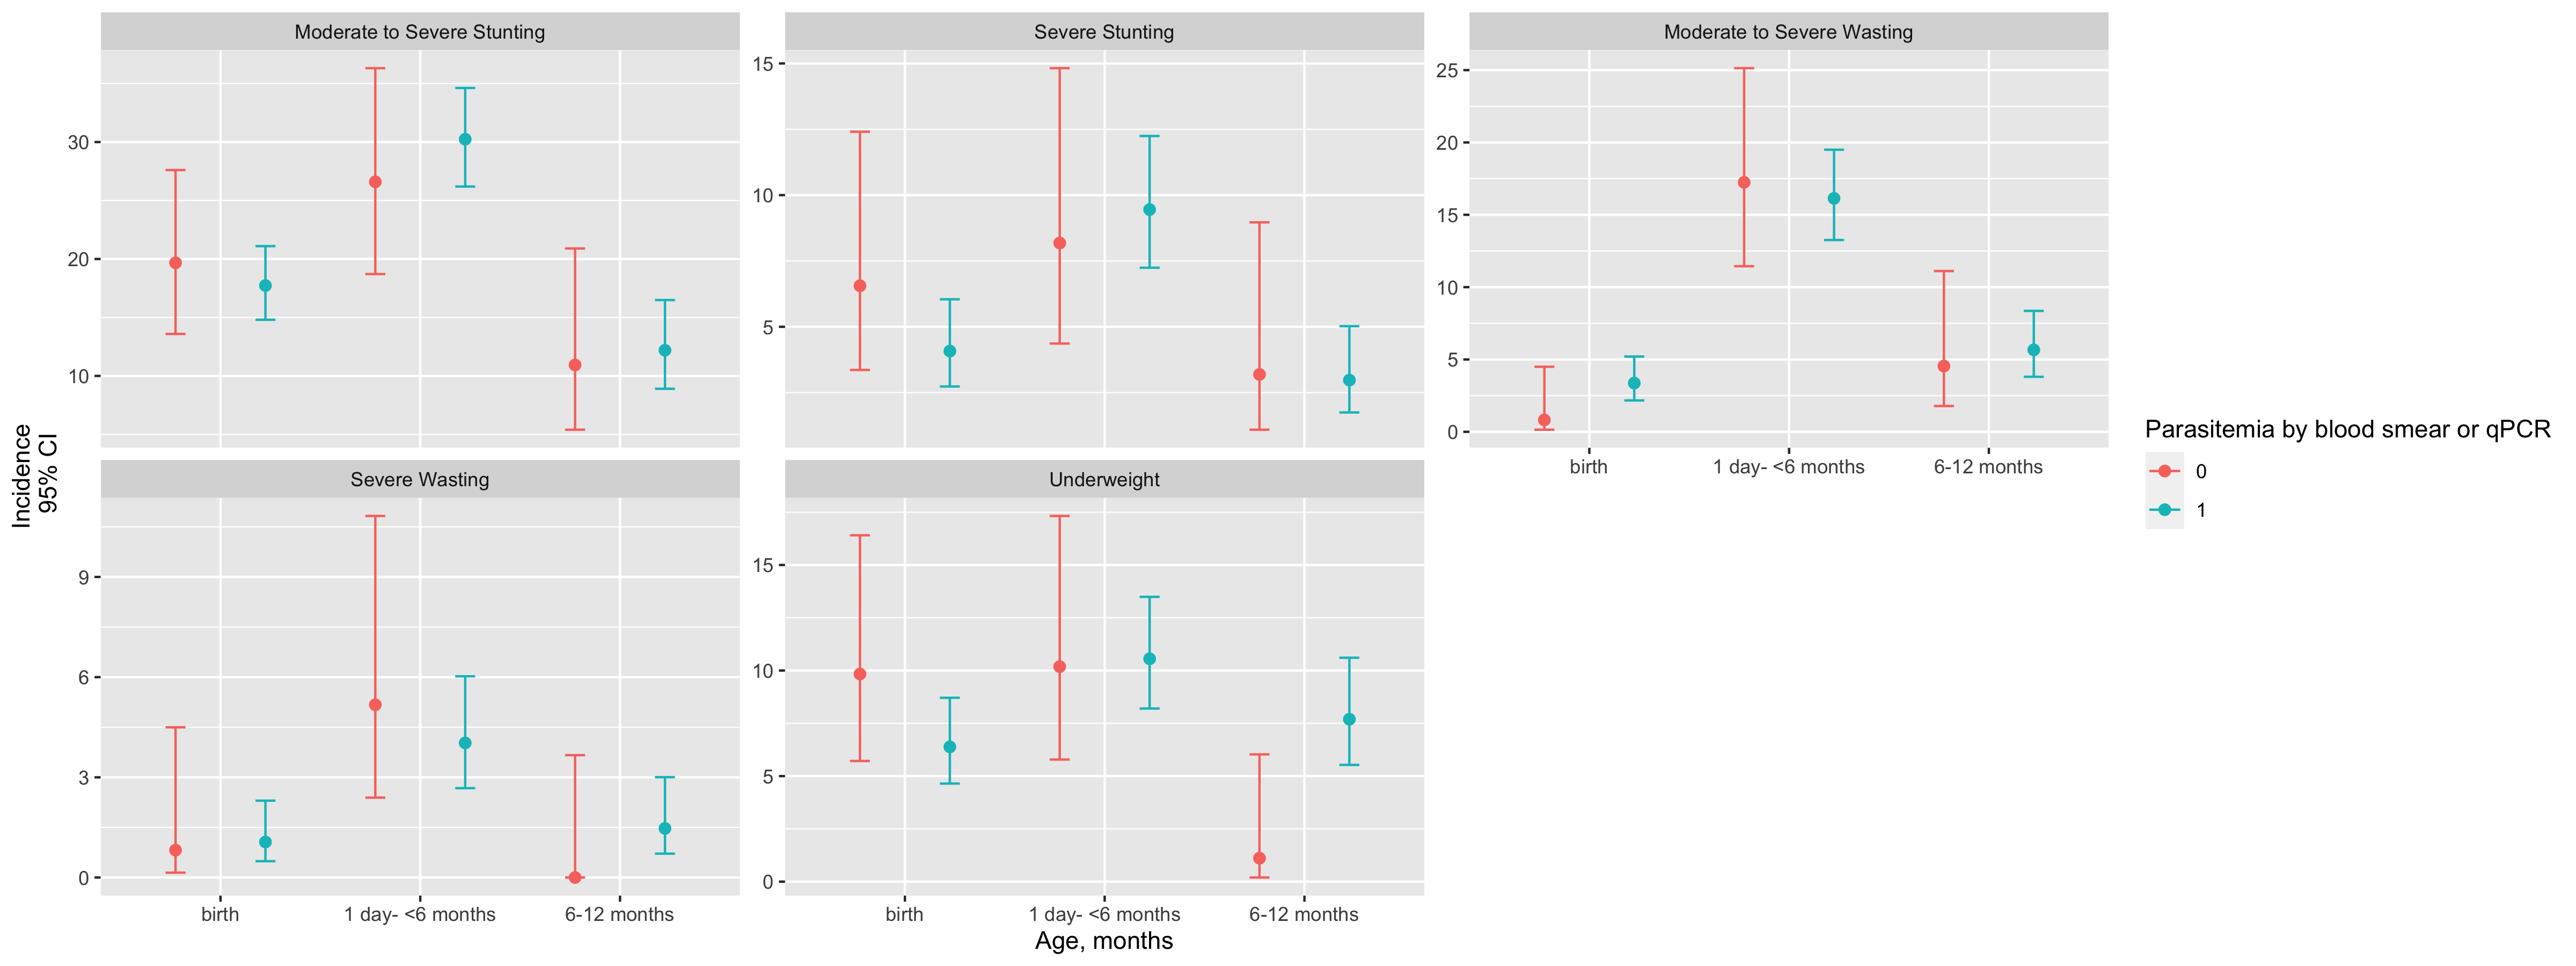 Moderate to Severe Stunting
30
20
10
Severe Stunting
15
10
5
Moderate to Severe Wasting
25
20
15
10
5
0
birth
1 day- <6 months
6-12 months
Incidence
95% CI
Severe Wasting
9
6
3
0
birth
1 day- <6 months
6-12 months
Underweight
15
10
5
0
birth
1 day- <6 months
6-12 months
Age, months
Parasitemia by blood smear or qPCR
0
1